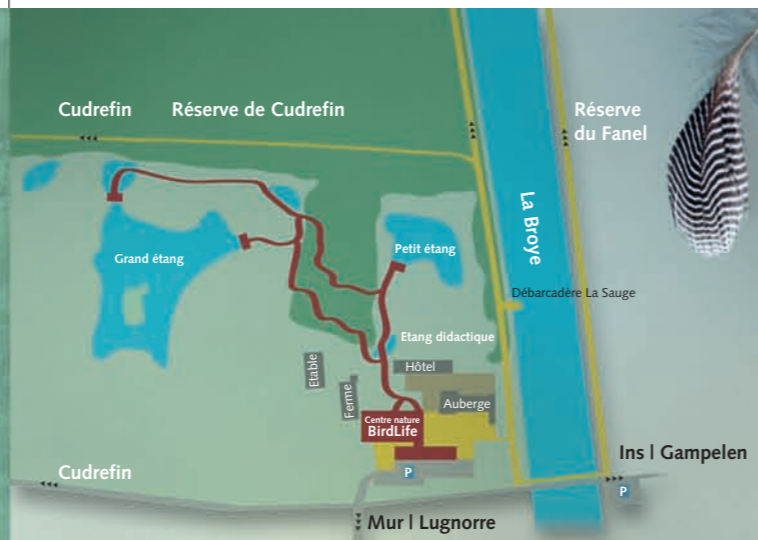 Cudrefin
Réserve de Cudrefin
Réserve
du Fanel
La Broye
Grand étang
Petit étang
Débarcadère La Sauge
Etang didactique
Etable
Ferme
Hôtel
Auberge
Centre nature
BirdLife
P
Cudrefin
Ins | Gampelen
P
Mur | Lugnorre